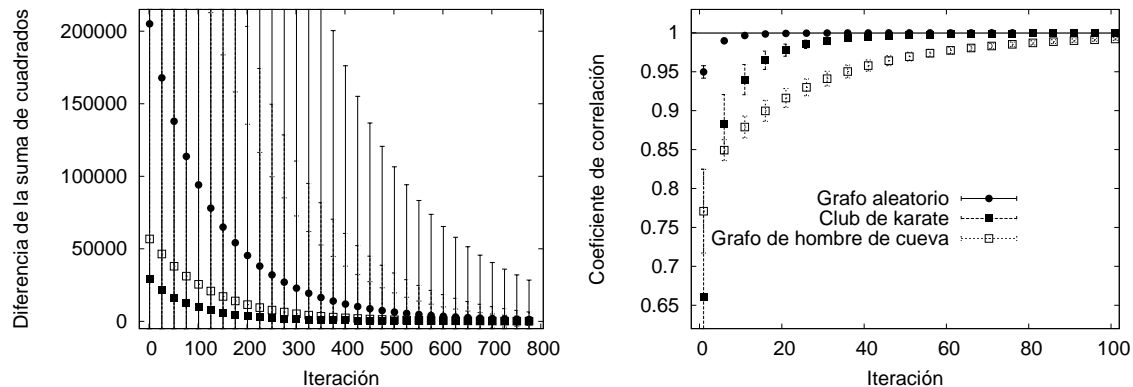 Diferencia de la suma de cuadrados
200000
150000
100000
50000
0
0 100 200 300 400 500 600 700 800
Iteración
Coeficiente de correlación
1
0.95
0.9
0.85
0.8
0.75
0.7
0.65
0 20 40 60 80 100
Iteración
Grafo aleatorio
Club de karate
Grafo de hombre de cueva